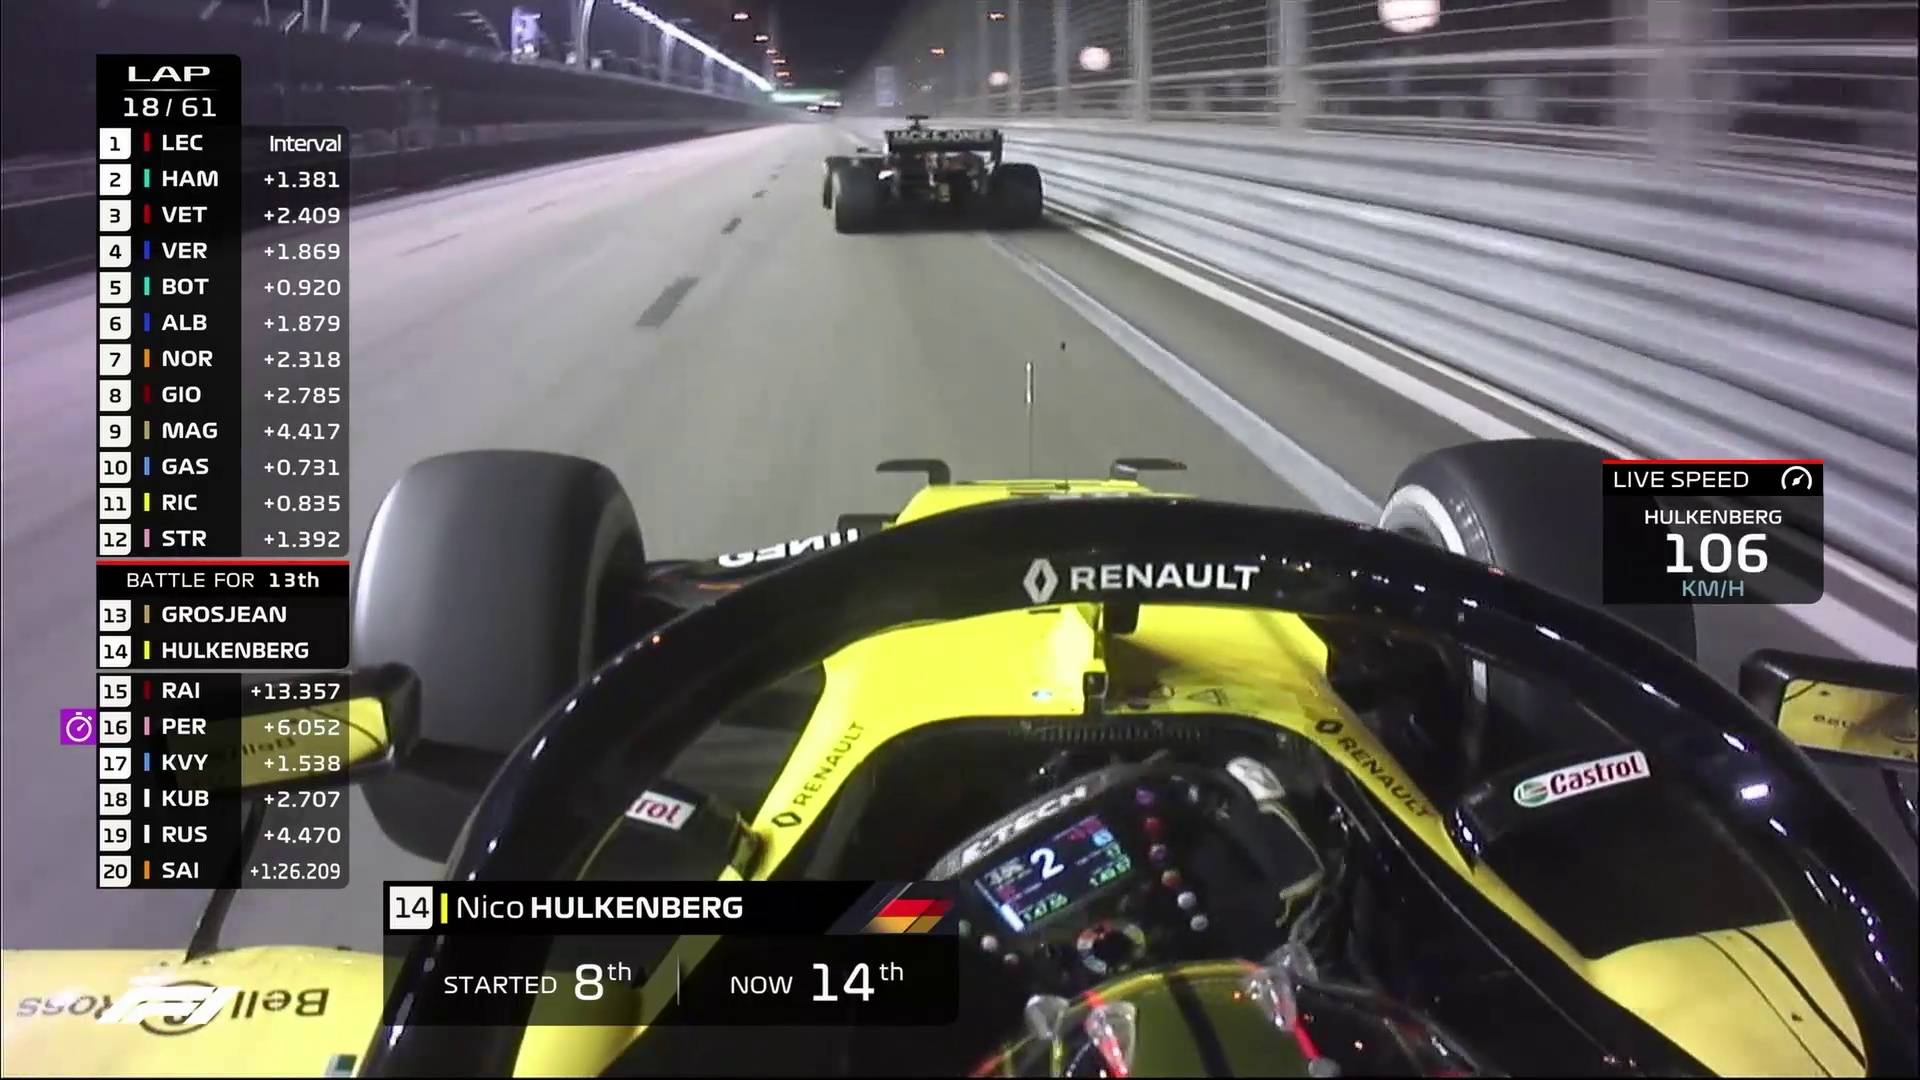 LAP
18/61
1 LEC Interval
2 HAM +1.381
3 VET +2.409
4 VER +1.869
5 BOT +0.920
6 ALB +1.879
7 NOR +2.318
8 GIO +2.785
9 MAG +4.417
10 GAS +0.731
11 RIC +0.835
12 STR +1.392
BATTLE FOR 13th
13 GROSJEAN
14 HULKENBERG
15 RAI +13.357
16 PER +6.052
17 KVY +1.538
18 KUB +2.707
19 RUS +4.470
20 SAI +1:26.209
JACK&JONES
LIVE SPEED
HULKENBERG
106
KM/H
RENAULT
RENAULT
RENAULT
Castrol
rol
2
14 Nico HULKENBERG
STARTED 8th
NOW 14th
Bell
Ross
F1